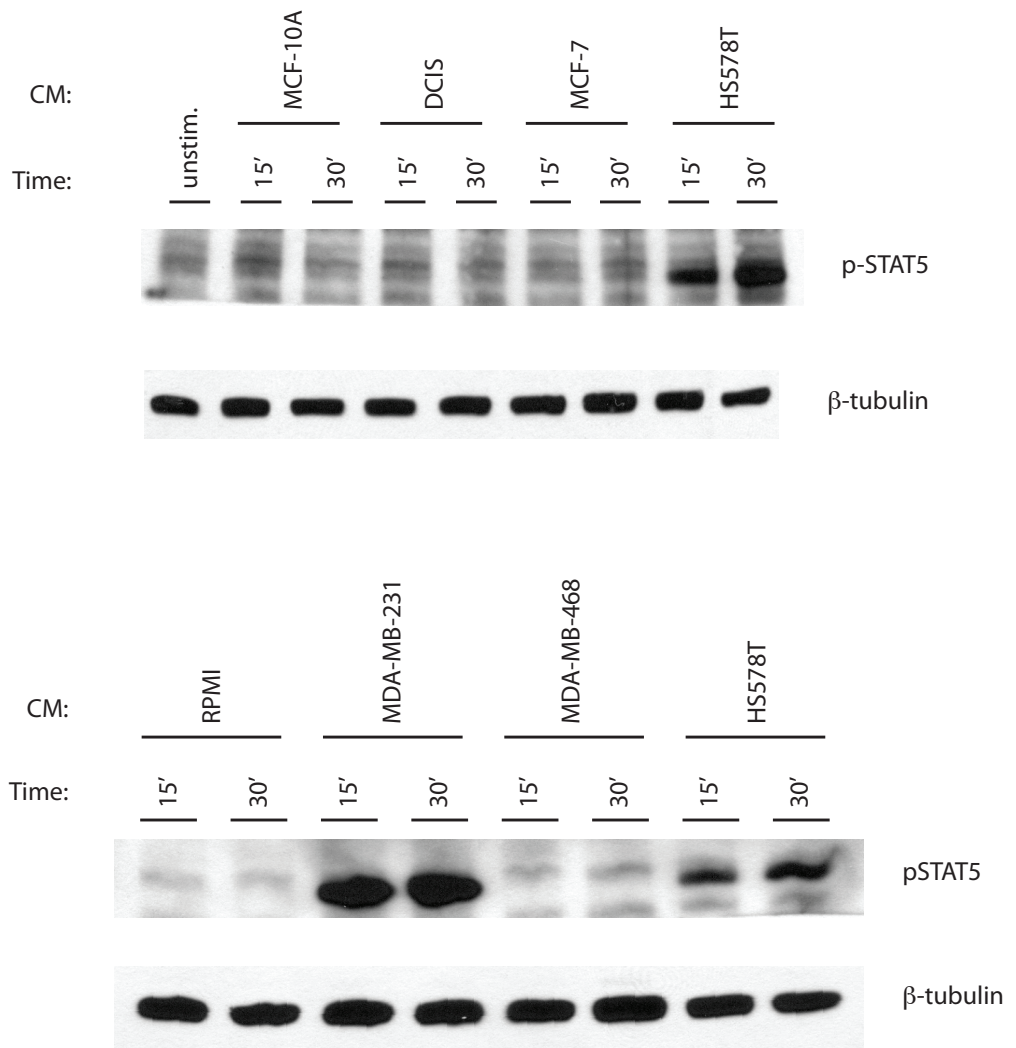 CM: MCF-10A DCIS MCF-7 HS578T
Time: unstim. 15′ 30′ 15′ 30′ 15′ 30′ 15′ 30′
p-STAT5
β-tubulin
CM: RPMI MDA-MB-231 MDA-MB-468 HS578T
Time: 15′ 30′ 15′ 30′ 15′ 30′ 15′ 30′
pSTAT5
β-tubulin